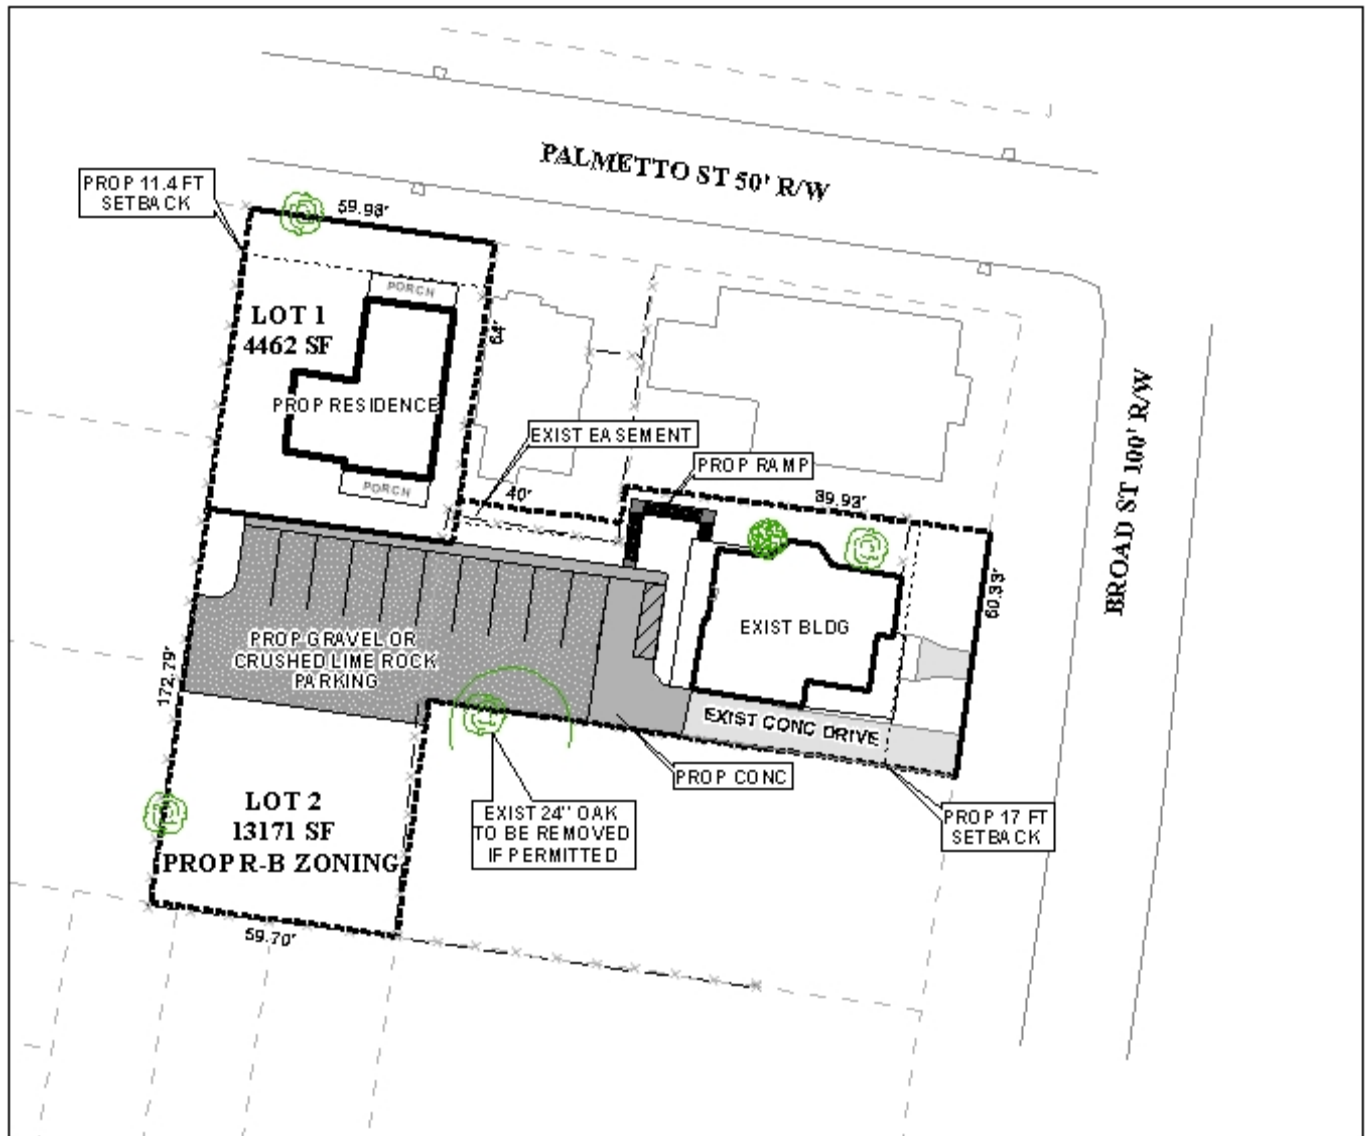 PALMETTO ST 50' R/W
PROP 11.4 FT
SETBACK
59.98'
PORCH
LOT 1
4462 SF
64'
PROP RESIDENCE
EXIST EASEMENT
PROP RAMP
BROAD ST 100' R/W
PORCH
40'
89.93'
60.33'
EXIST BLDG
PROP GRAVEL OR
CRUSHED LIME ROCK
PARKING
172.79'
EXIST CONC DRIVE
PROP CONC
LOT 2
13171 SF
PROP R-B ZONING
EXIST 24" OAK
TO BE REMOVED
IF PERMITTED
PROP 17 FT
SETBACK
59.70'